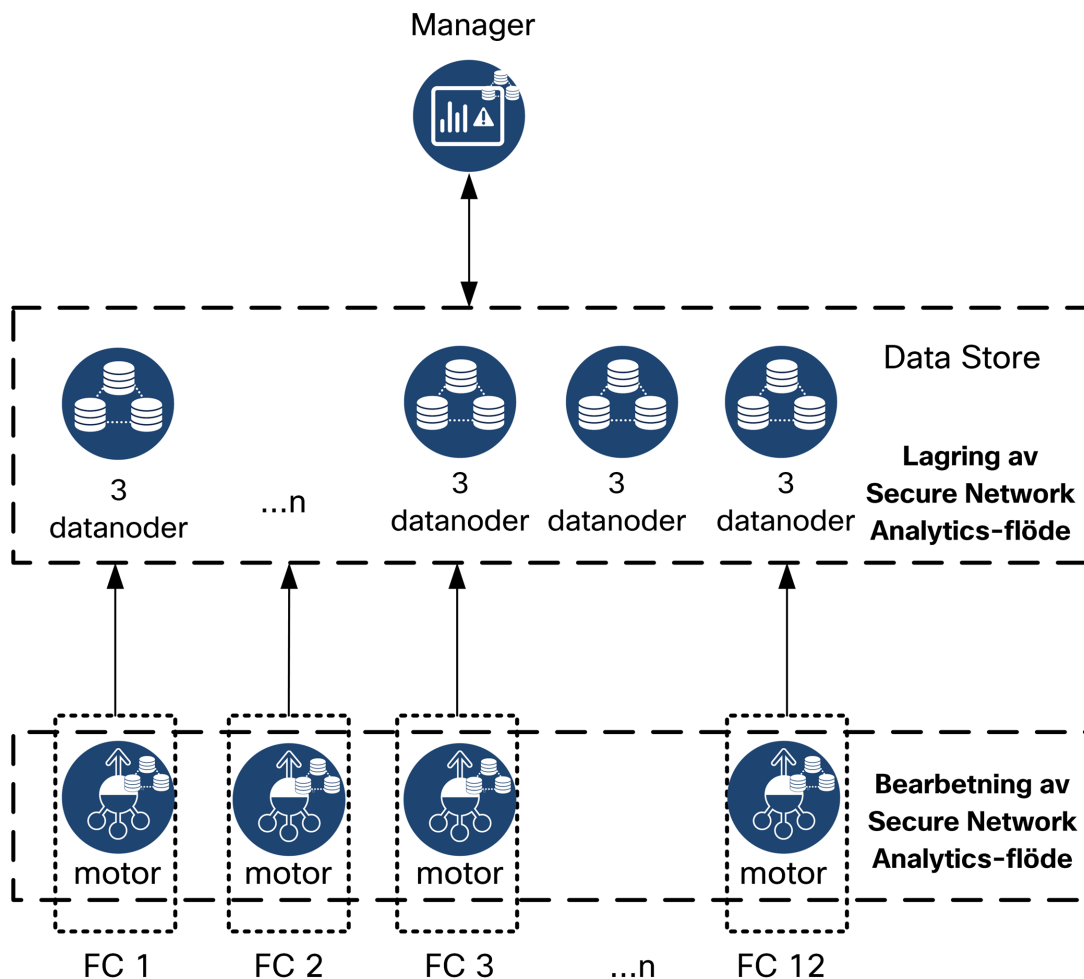 Manager
Data Store
3
datanoder
...n
3
datanoder
3
datanoder
3
datanoder
Lagring av
Secure Network
Analytics-flöde
motor
motor
motor
motor
Bearbetning av
Secure Network
Analytics-flöde
FC 1
FC 2
FC 3
...n
FC 12